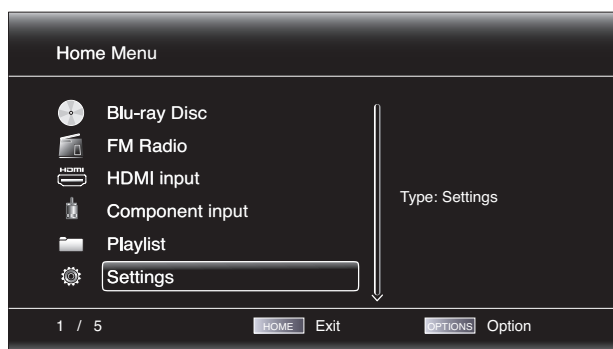 Home Menu
Blu-ray Disc
FM Radio
HDMI
HDMI input
Component input
Playlist
Settings
Type: Settings
1 / 5
HOME Exit
OPTIONS Option